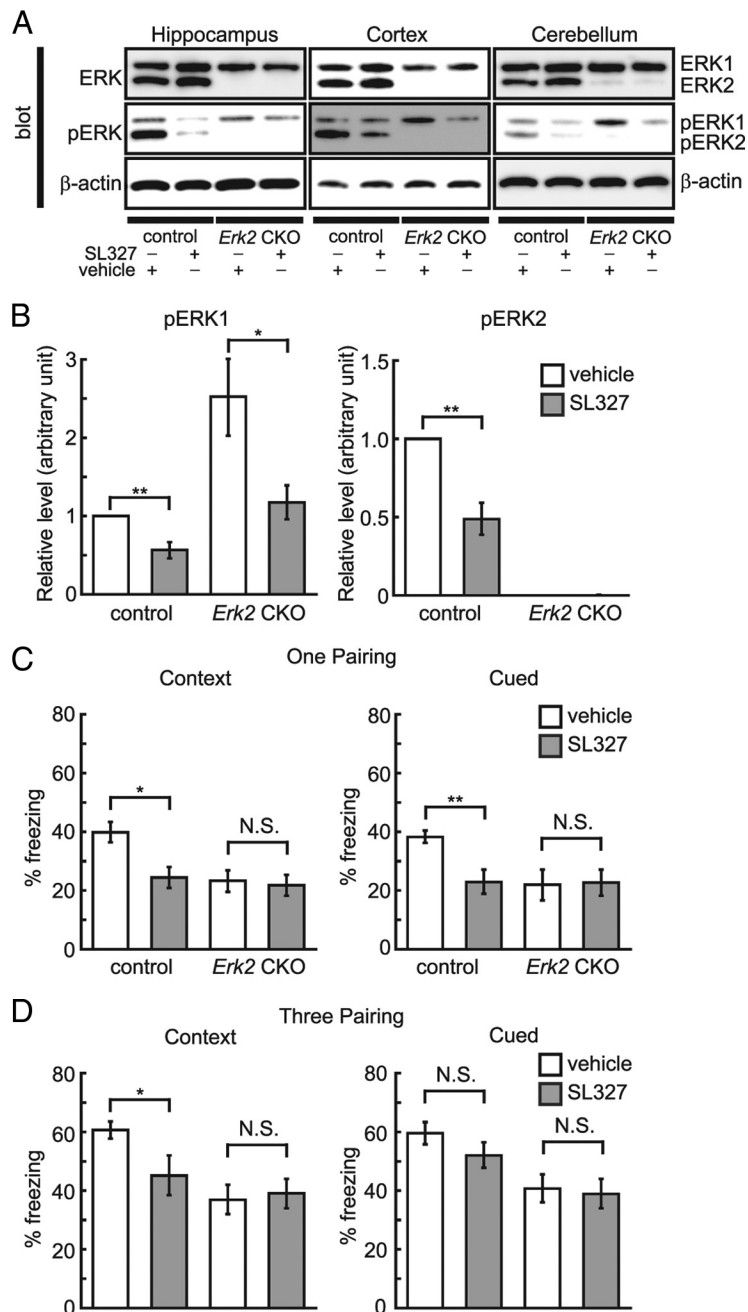 A
Hippocampus Cortex Cerebellum
blot
ERK ERK1
ERK2
pERK pERK1
pERK2
β-actin β-actin
control Erk2 CKO control Erk2 CKO control Erk2 CKO
SL327 – + – + – + – + – + – +
vehicle + – + – + – + – + – + –
B
pERK1 pERK2
Relative level (arbitrary unit)
3
2
1
0
** *
control Erk2 CKO
Relative level (arbitrary unit)
1.5
1.0
0.5
0
**
control Erk2 CKO
vehicle
SL327
C
One Pairing
Context Cued
% freezing
80
60
40
20
0
* N.S.
control Erk2 CKO
% freezing
80
60
40
20
0
** N.S.
control Erk2 CKO
vehicle
SL327
D
Three Pairing
Context Cued
% freezing
80
60
40
20
0
* N.S.
% freezing
80
60
40
20
0
N.S. N.S.
vehicle
SL327